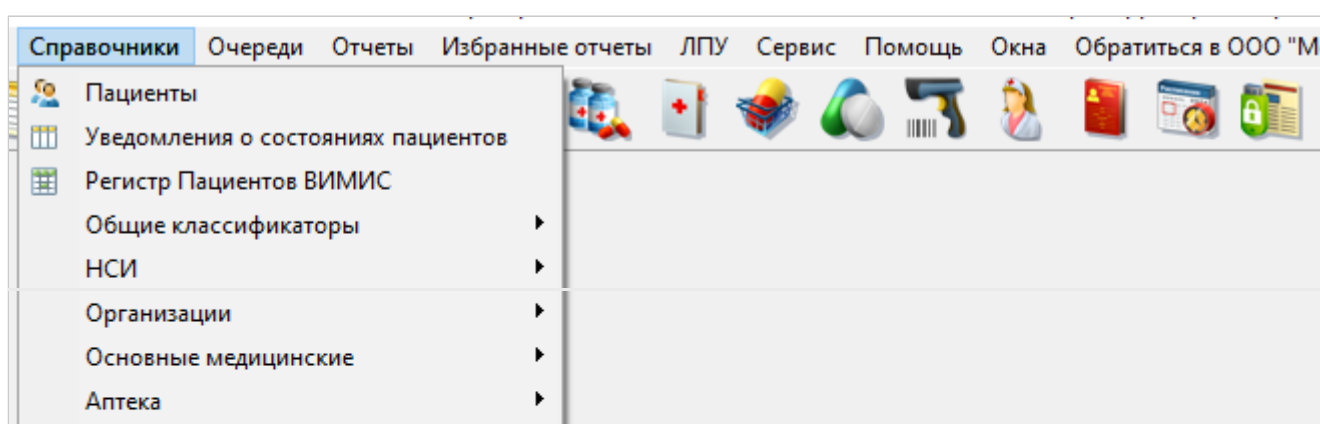 Справочники Очереди Отчеты Избранные отчеты ЛПУ Сервис Помощь Окна Обратиться в ООО "М
Пациенты
Уведомления о состояниях пациентов
Регистр Пациентов ВИМИС
Общие классификаторы
НСИ
Организации
Основные медицинские
Аптека